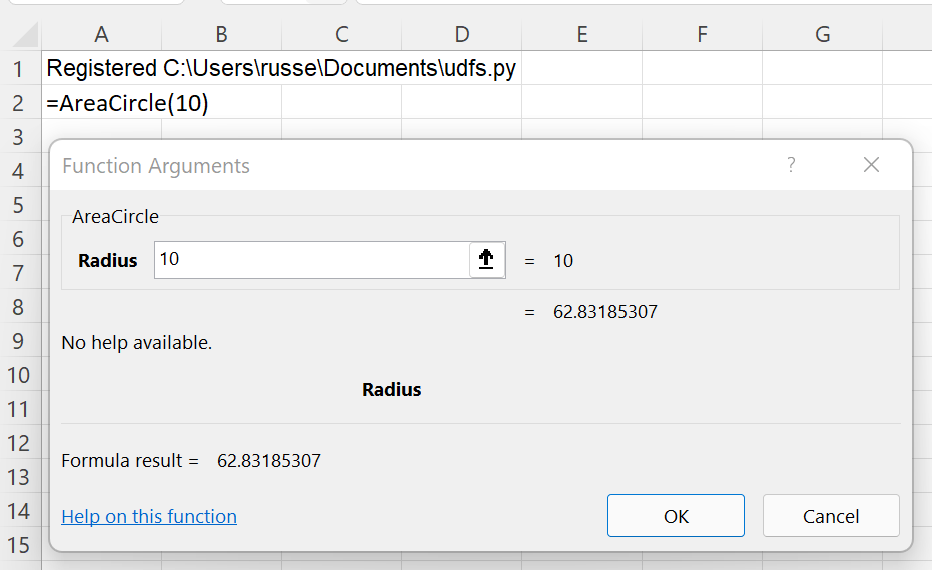 A B C D E F G
1 Registered C:\Users\russe\Documents\udfs.py
2 =AreaCircle(10)
3
4 Function Arguments ?
5
AreaCircle
6
Radius 10 = 10
7
8 = 62.83185307
9 No help available.
10
Radius
11
12
Formula result = 62.83185307
13
14 Help on this function OK Cancel
15